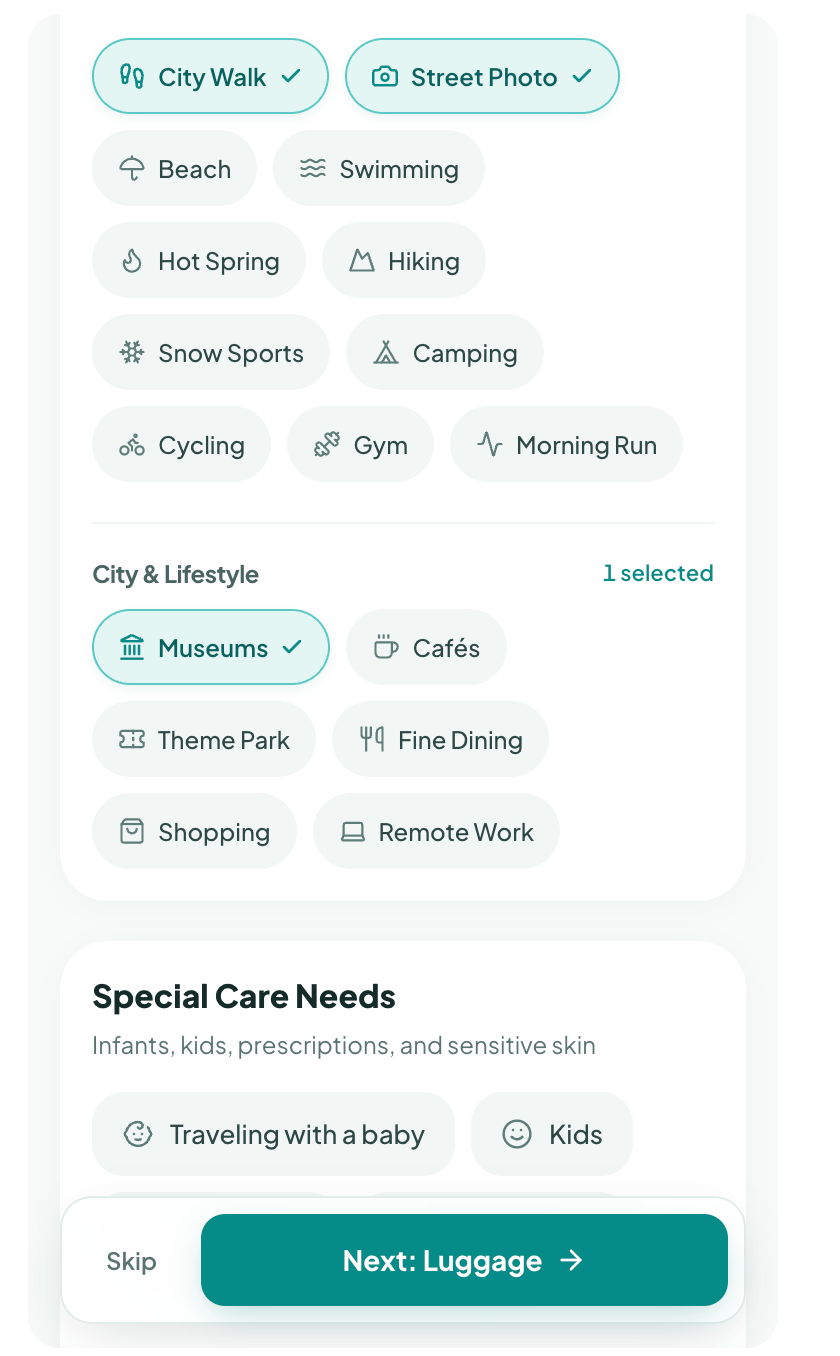 City Walk
Street Photo
Beach
Swimming
Hot Spring
Hiking
Snow Sports
Camping
Cycling
Gym
Morning Run
City & Lifestyle
1 selected
Museums
Cafés
Theme Park
Fine Dining
Shopping
Remote Work
Special Care Needs
Infants, kids, prescriptions, and sensitive skin
Traveling with a baby
Kids
Skip
Next: Luggage